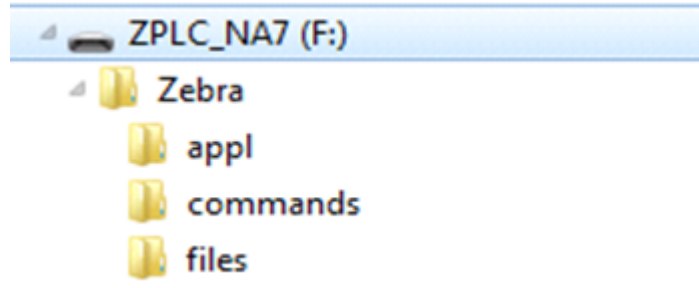 ZPLC_NA7 (F:)
Zebra
appl
commands
files